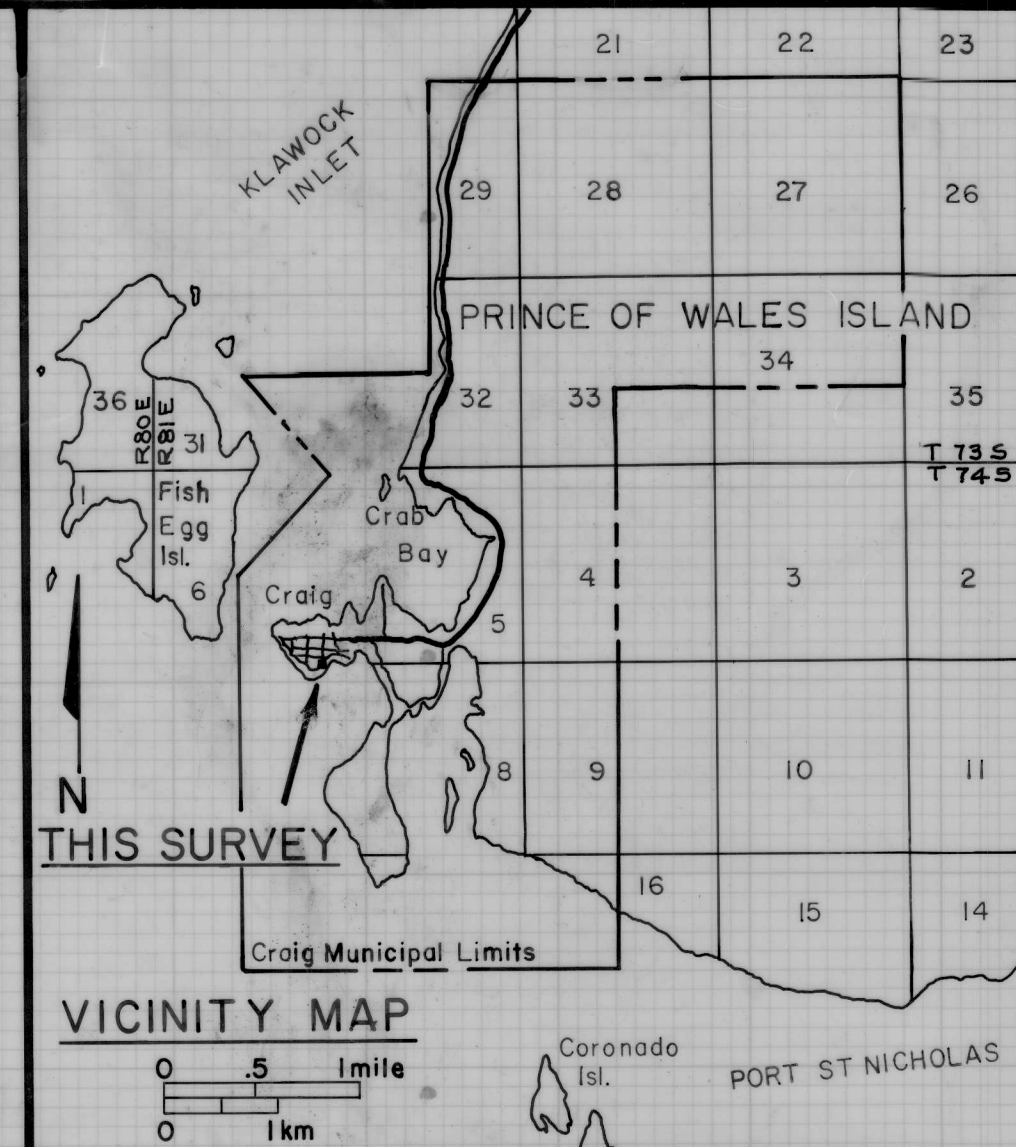 21 22 23
KLAWOCK
INLET
29 28 27 26
PRINCE OF WALES ISLAND
34
36 R80E R81E 31 32 33 35
T 73 S
T 74 S
1 Fish
Egg
Isl.
6
Crab
Bay
4 3 2
Craig
5
N
8 9 10 11
THIS SURVEY
16 15 14
Craig Municipal Limits
VICINITY MAP
0 .5 1 mile
0 1 km
Coronado
Isl.
PORT ST NICHOLAS